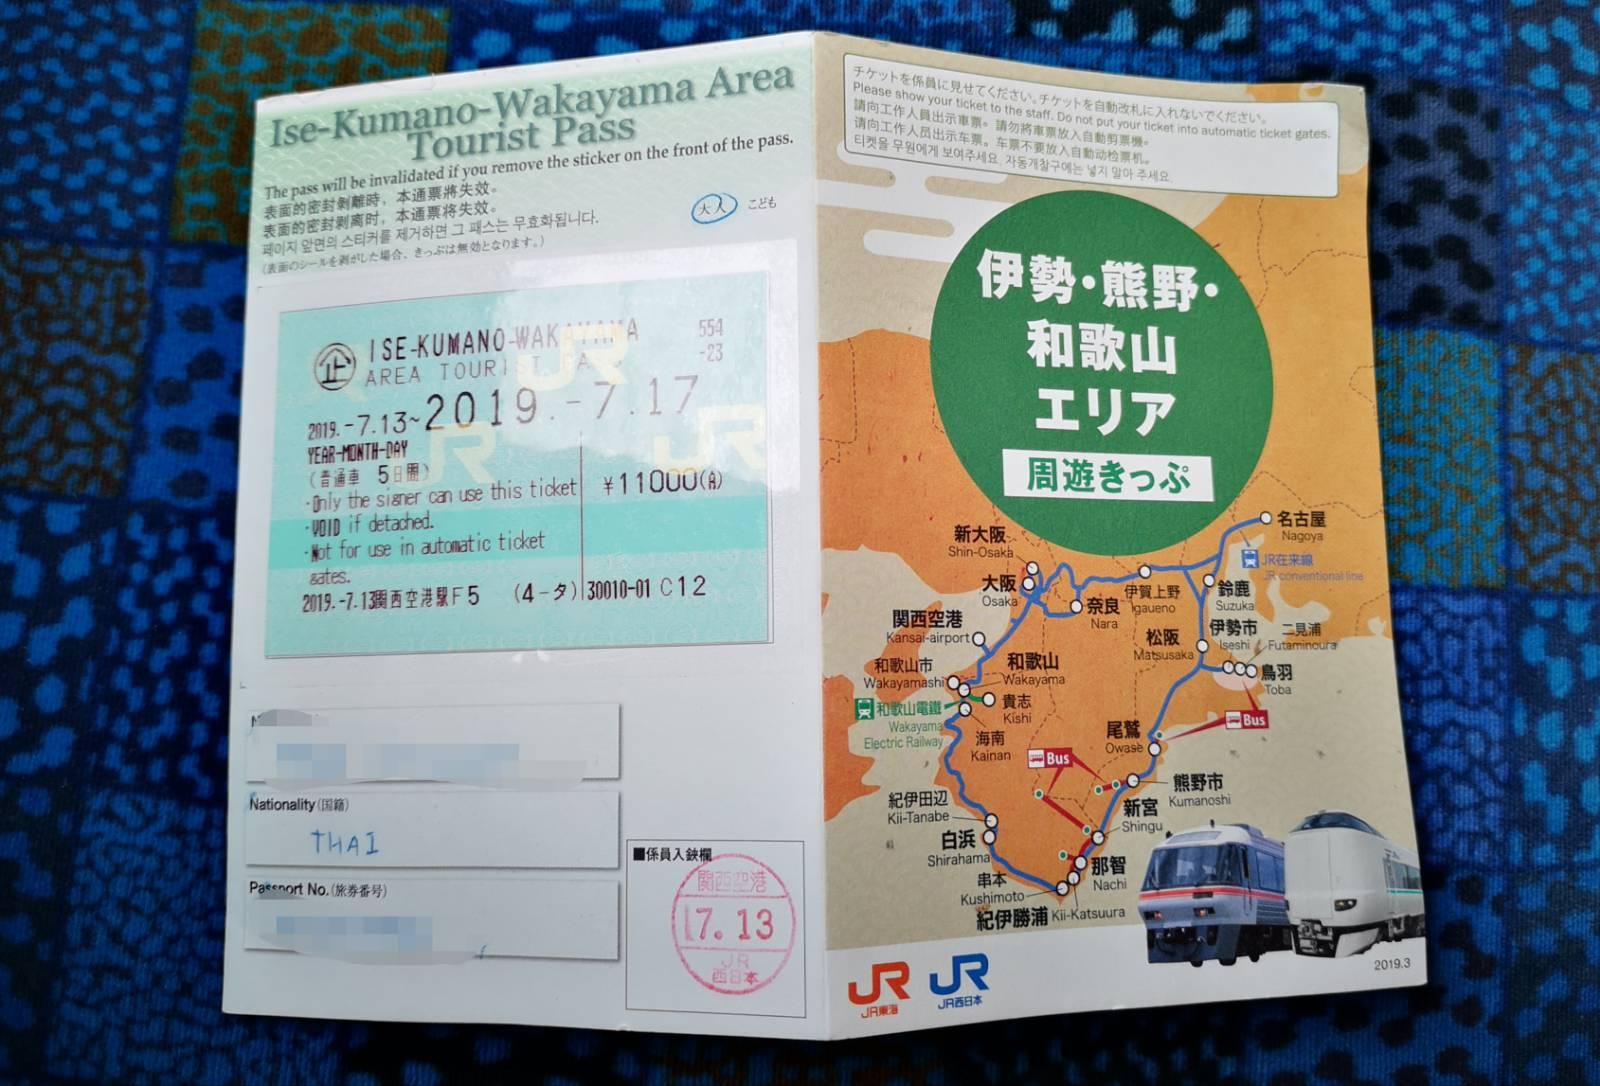 Ise-Kumano-Wakayama Area
Tourist Pass
The pass will be invalidated if you remove the sticker on the front of the pass.
表面的密封剝離時，本通票將失效。
表面的密封剥离时，本通票将失效。
페이지 앞면의 스티커를 제거하면 그 패스는 무효화됩니다.
(表面のシールを剥がした場合、きっぷは無効となります。)
大人 こども
企 ISE-KUMANO-WAKAYAMA
AREA TOURIST
554
-23
2019.-7.13~2019.-7.17
YEAR-MONTH-DAY
(普通車 5日間)
·Only the signer can use this ticket
¥11000(A)
·VOID if detached.
·Not for use in automatic ticket
gates.
2019.-7.13関西空港駅F5 (4-タ) 30010-01 C12
Nationality(国籍)
THAI
Passport No.(旅券番号)
■係員入鋏欄
関西空港
7.13
JR
西日本
チケットを係員に見せてください。チケットを自動改札に入れないでください。
Please show your ticket to the staff. Do not put your ticket into automatic ticket gates.
請向工作人員出示車票。請勿將車票放入自動剪票機。
请向工作人员出示车票。车票不要放入自动检票机。
티켓을 무원에게 보여주세요. 자동개찰구에는 넣지 말아 주세요.
伊勢・熊野・
和歌山
エリア
周遊きっぷ
名古屋
Nagoya
JR在来線
JR conventional line
新大阪
Shin-Osaka
大阪
Osaka
奈良
Nara
伊賀上野
Igaueno
鈴鹿
Suzuka
関西空港
Kansai-airport
松阪
Matsusaka
伊勢市
Iseshi
二見浦
Futaminoura
鳥羽
Toba
和歌山市
Wakayamashi
和歌山
Wakayama
貴志
Kishi
和歌山電鐵
Wakayama
Electric Railway
海南
Kainan
尾鷲
Owase
Bus
Bus
熊野市
Kumanoshi
紀伊田辺
Kii-Tanabe
新宮
Shingu
白浜
Shirahama
那智
Nachi
串本
Kushimoto
紀伊勝浦 Kii-Katsuura
JR
JR東海
JR
JR西日本
2019.3